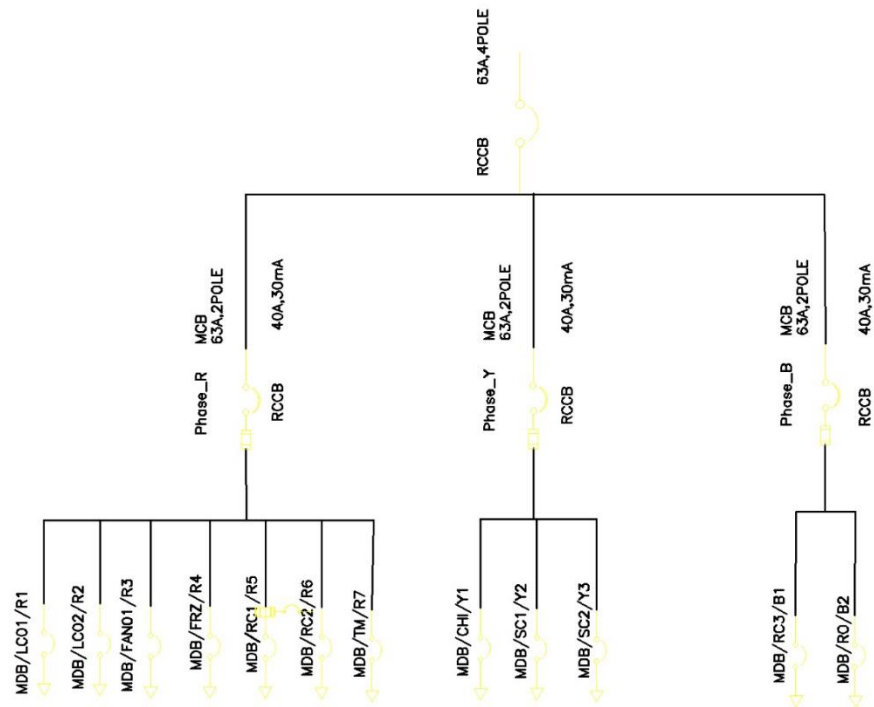 63A,4POLE
RCCB
MCB
63A,2POLE
40A,30mA
Phase_R
RCCB
MCB
63A,2POLE
40A,30mA
Phase_Y
RCCB
MCB
63A,2POLE
40A,30mA
Phase_B
RCCB
MDB/LC01/R1
MDB/LC02/R2
MDB/FAN01/R3
MDB/FRZ/R4
MDB/RC1/R5
MDB/RC2/R6
MDB/TM/R7
MDB/CHI/Y1
MDB/SC1/Y2
MDB/SC2/Y3
MDB/RC3/B1
MDB/RO/B2